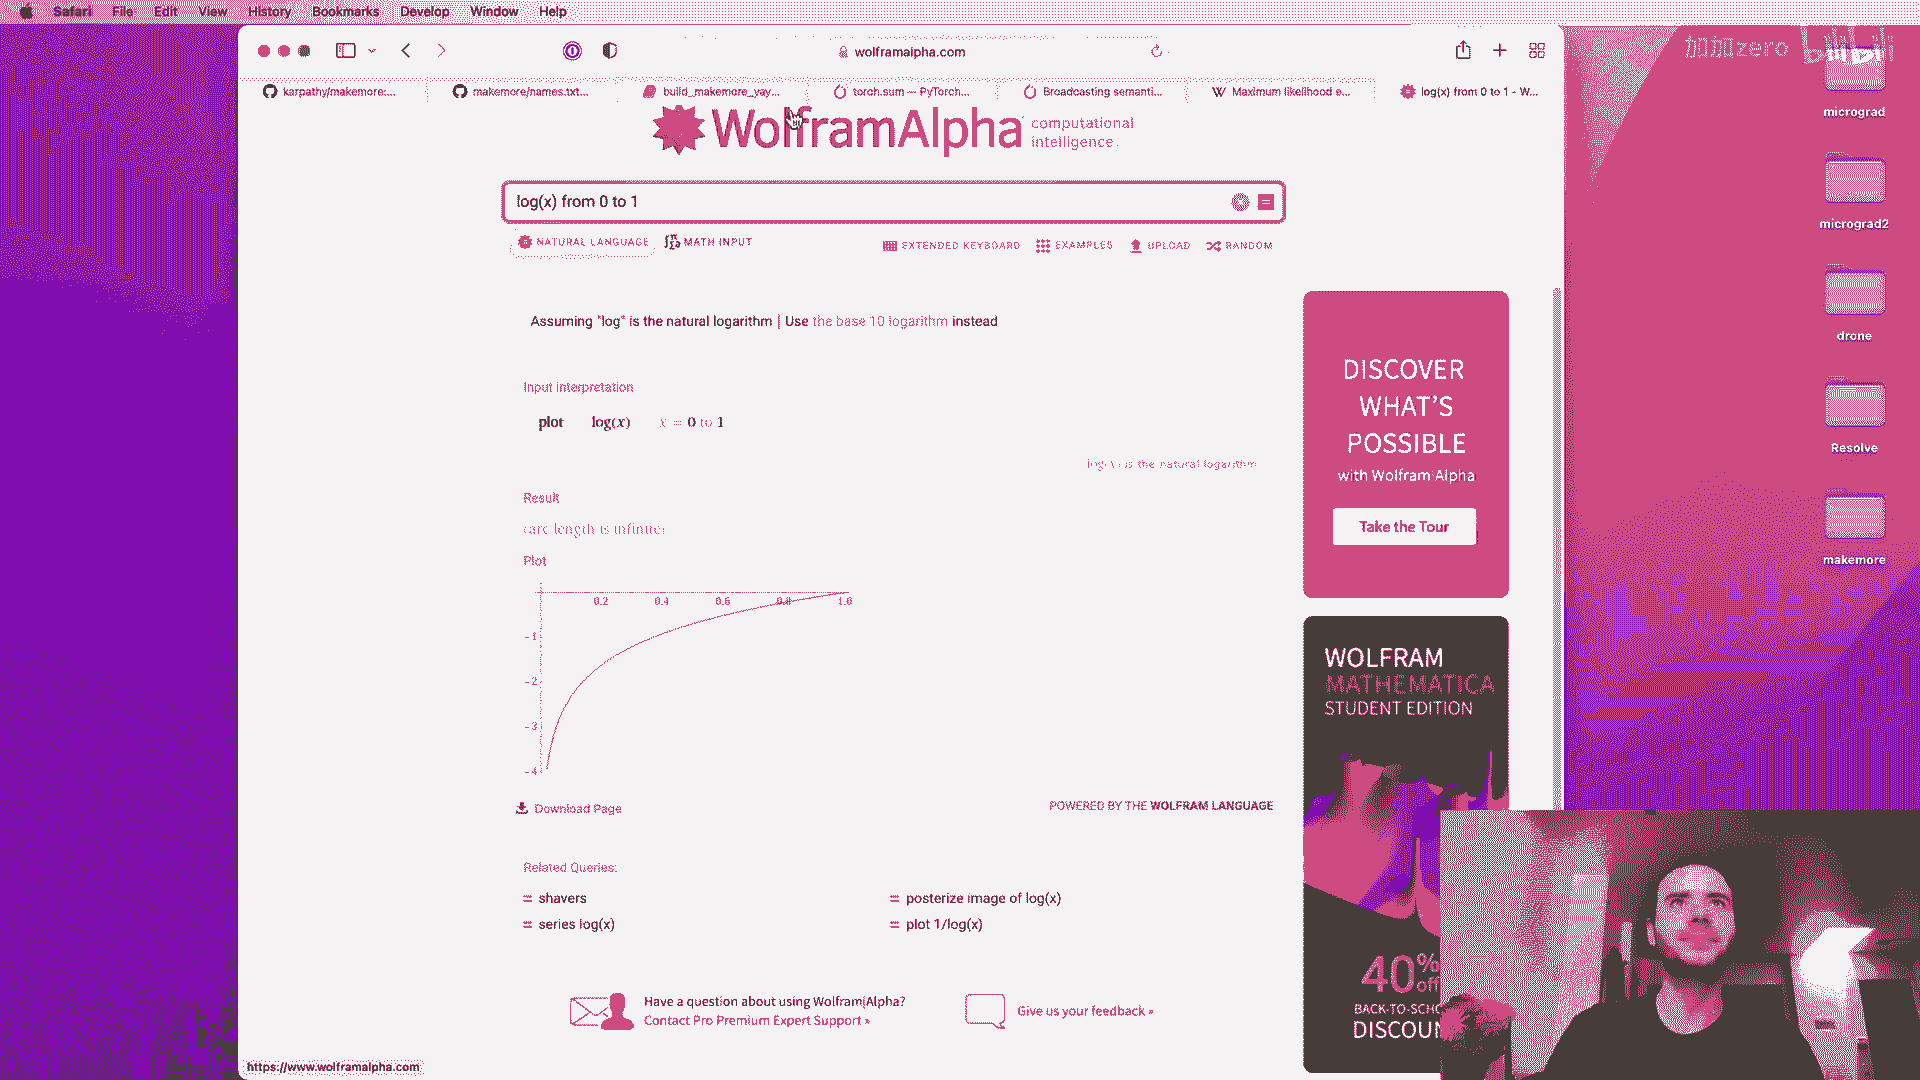 Safari File Edit View History Bookmarks Develop Window Help
加加zero bilibili
wolframalpha.com
karpathy/makemore:... makemore/names.txt... build_makemore_yay... torch.sum — PyTorch... Broadcasting semanti... Maximum likelihood e... log(x) from 0 to 1 - W...
WolframAlpha computational
intelligence.
log(x) from 0 to 1
NATURAL LANGUAGE MATH INPUT EXTENDED KEYBOARD EXAMPLES UPLOAD RANDOM
Assuming "log" is the natural logarithm | Use the base 10 logarithm instead
Input interpretation
plot log(x) x = 0 to 1
log(x) is the natural logarithm
Result
(arc length is infinite)
Plot
0.2 0.4 0.6 0.8 1.0
-1
-2
-3
-4
Download Page
POWERED BY THE WOLFRAM LANGUAGE
Related Queries:
= shavers
= posterize image of log(x)
= series log(x)
= plot 1/log(x)
Have a question about using Wolfram|Alpha?
Contact Pro Premium Expert Support »
Give us your feedback »
DISCOVER
WHAT'S
POSSIBLE
with Wolfram|Alpha
Take the Tour
WOLFRAM
MATHEMATICA
STUDENT EDITION
40% off
BACK-TO-SCHO
DISCOUN
micrograd
micrograd2
drone
Resolve
makemore
https://www.wolframalpha.com